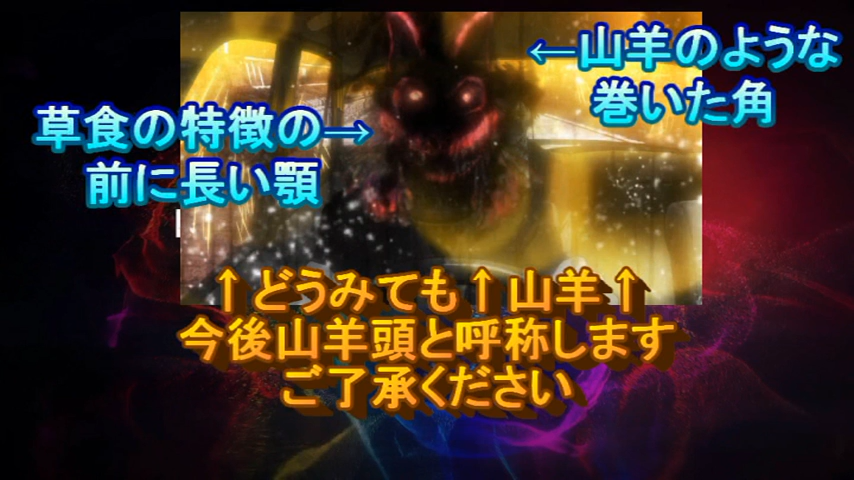 ←山羊のような
巻いた角
草食の特徴の→
前に長い顎
↑どうみても↑山羊↑
今後山羊頭と呼称します
ご了承ください